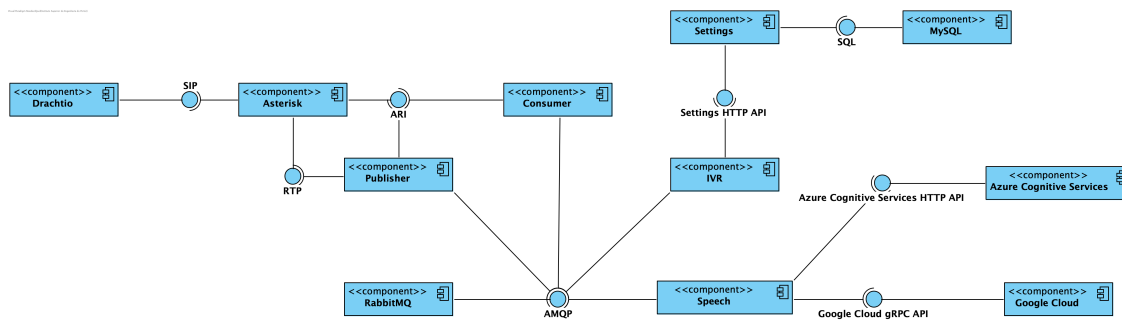 <<component>>
Settings
SQL
<<component>>
MySQL
<<component>>
Drachtio
SIP
<<component>>
Asterisk
ARI
<<component>>
Consumer
Settings HTTP API
RTP
<<component>>
Publisher
<<component>>
IVR
<<component>>
Azure Cognitive Services
Azure Cognitive Services HTTP API
<<component>>
RabbitMQ
AMQP
<<component>>
Speech
Google Cloud gRPC API
<<component>>
Google Cloud